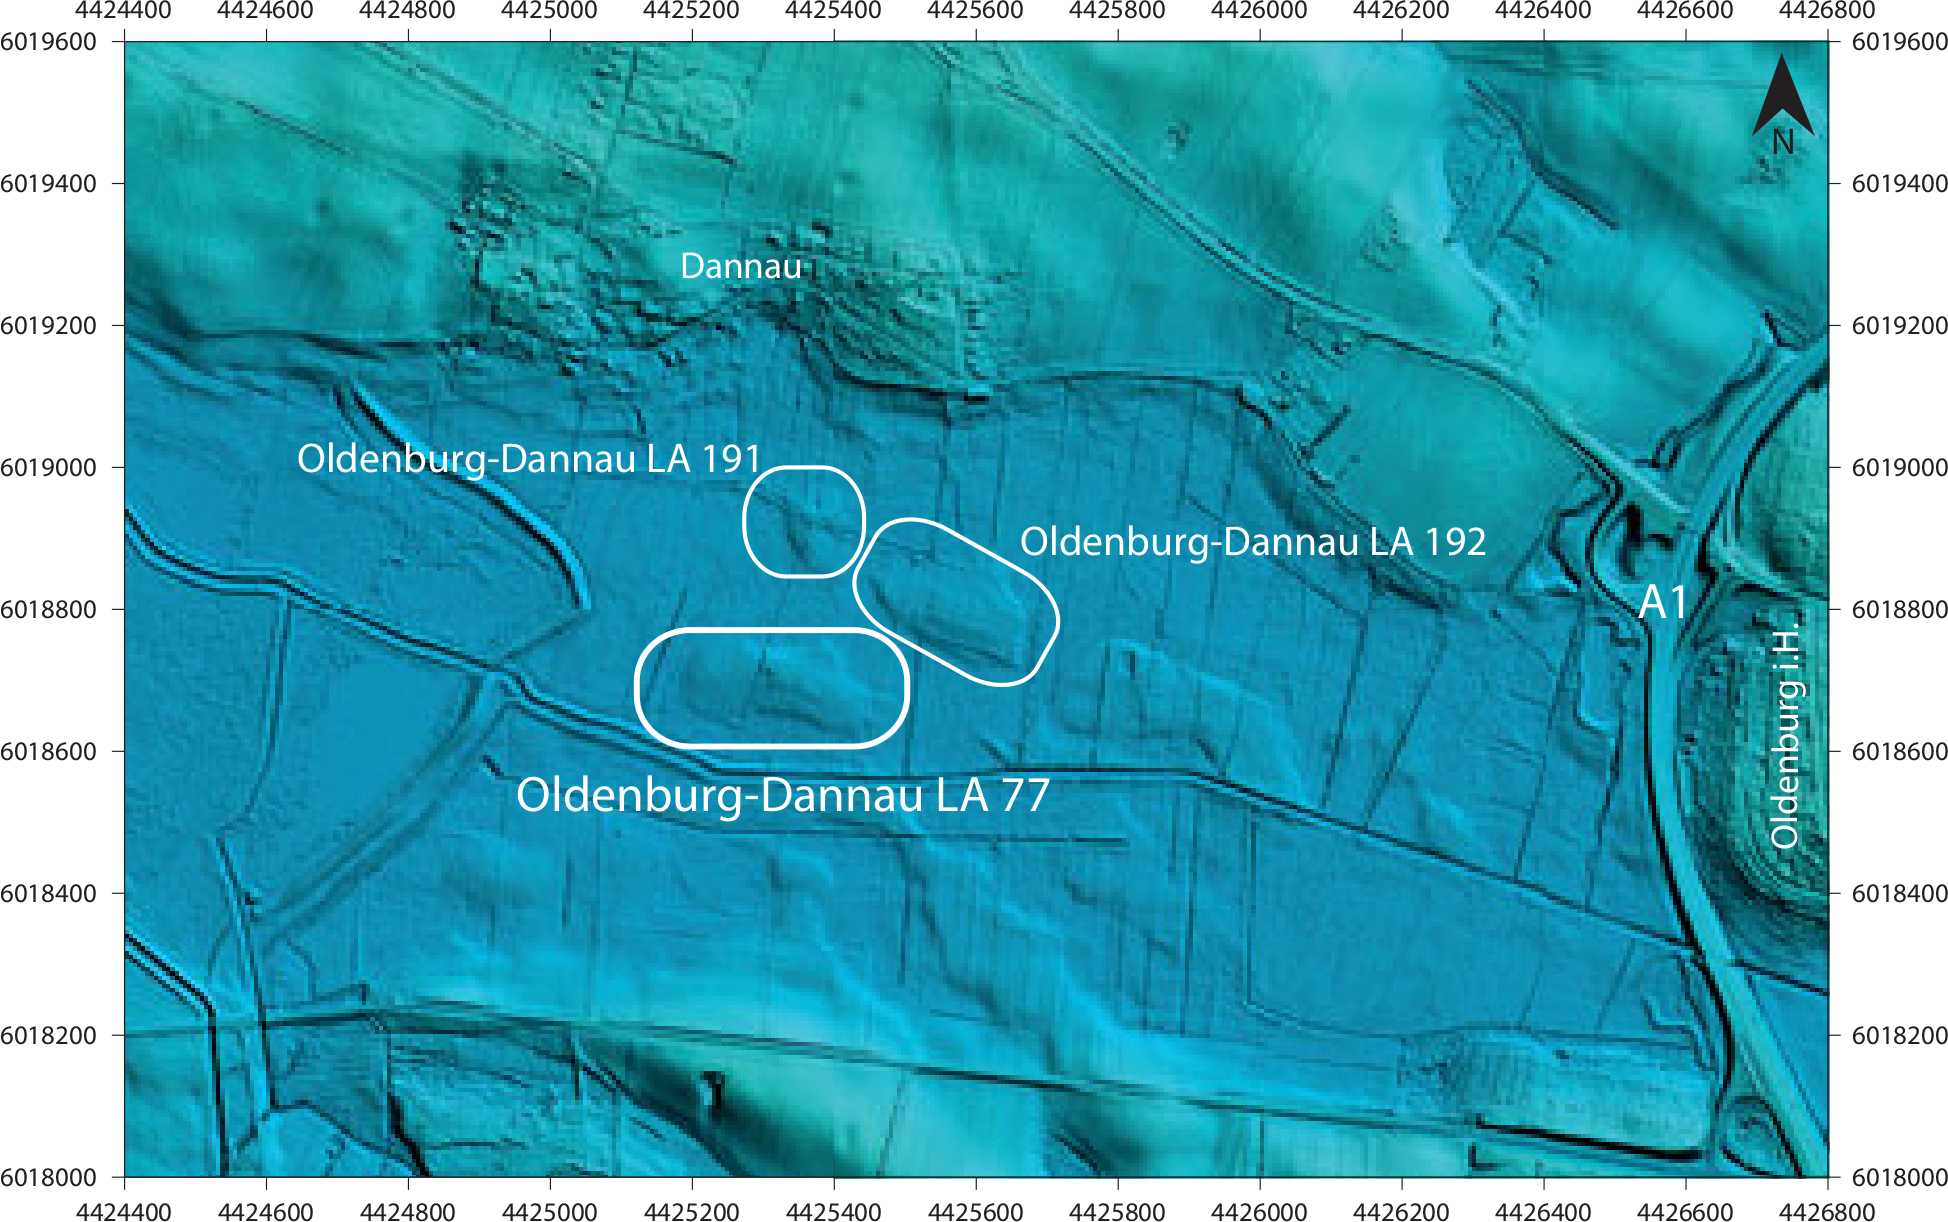 4424400 4424600 4424800 4425000 4425200 4425400 4425600 4425800 4426000 4426200 4426400 4426600 4426800
6019600 6019600
N
6019400 6019400
Dannau
6019200 6019200
Oldenburg-Dannau LA 191
6019000 6019000
Oldenburg-Dannau LA 192
A1
6018800 6018800
Oldenburg i.H.
6018600 6018600
Oldenburg-Dannau LA 77
6018400 6018400
6018200 6018200
6018000 6018000
4424400 4424600 4424800 4425000 4425200 4425400 4425600 4425800 4426000 4426200 4426400 4426600 4426800